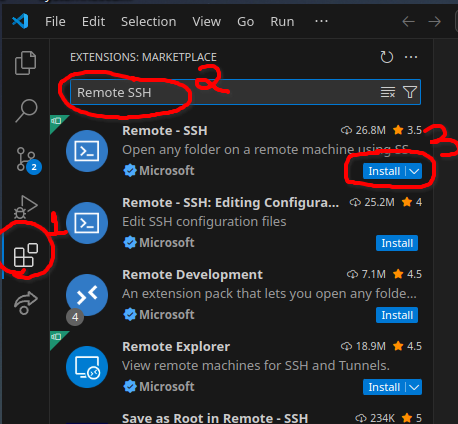 File Edit Selection View Go Run ···
EXTENSIONS: MARKETPLACE ···
Remote SSH
2
Remote - SSH 26.8M 3.5
3
Open any folder on a remote machine using SS...
Microsoft Install
2
Remote - SSH: Editing Configura... 25.2M 4
1
Edit SSH configuration files
Microsoft Install
Remote Development 7.1M 4.5
An extension pack that lets you open any folde...
4
Microsoft Install
Remote Explorer 18.9M 4.5
View remote machines for SSH and Tunnels.
Microsoft Install
Save as Root in Remote - SSH 234K 5